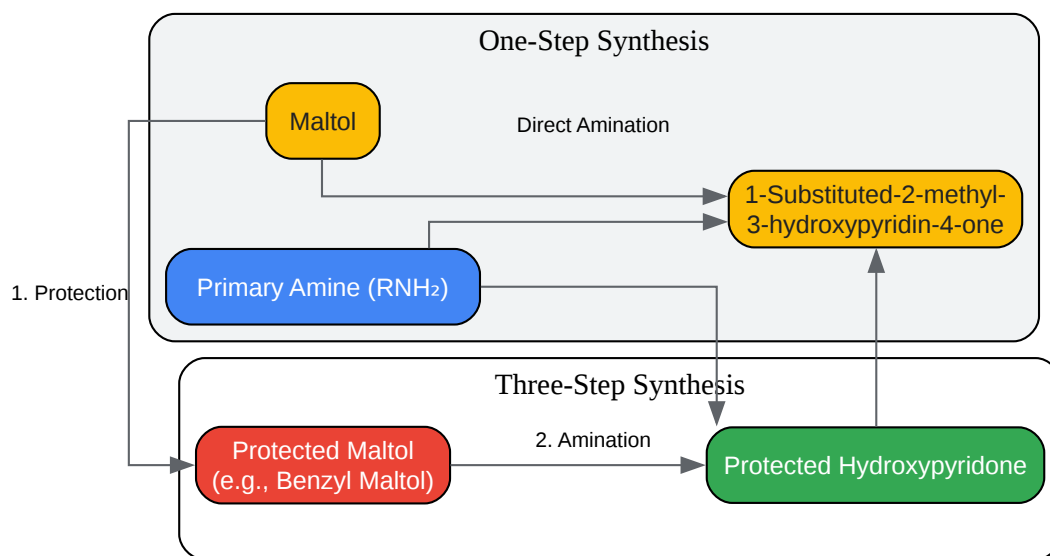 One-Step Synthesis
Maltol
Direct Amination
1-Substituted-2-methyl-
3-hydroxypyridin-4-one
Primary Amine (RNH₂)
1. Protection
Three-Step Synthesis
Protected Maltol
(e.g., Benzyl Maltol)
2. Amination
Protected Hydroxypyridone